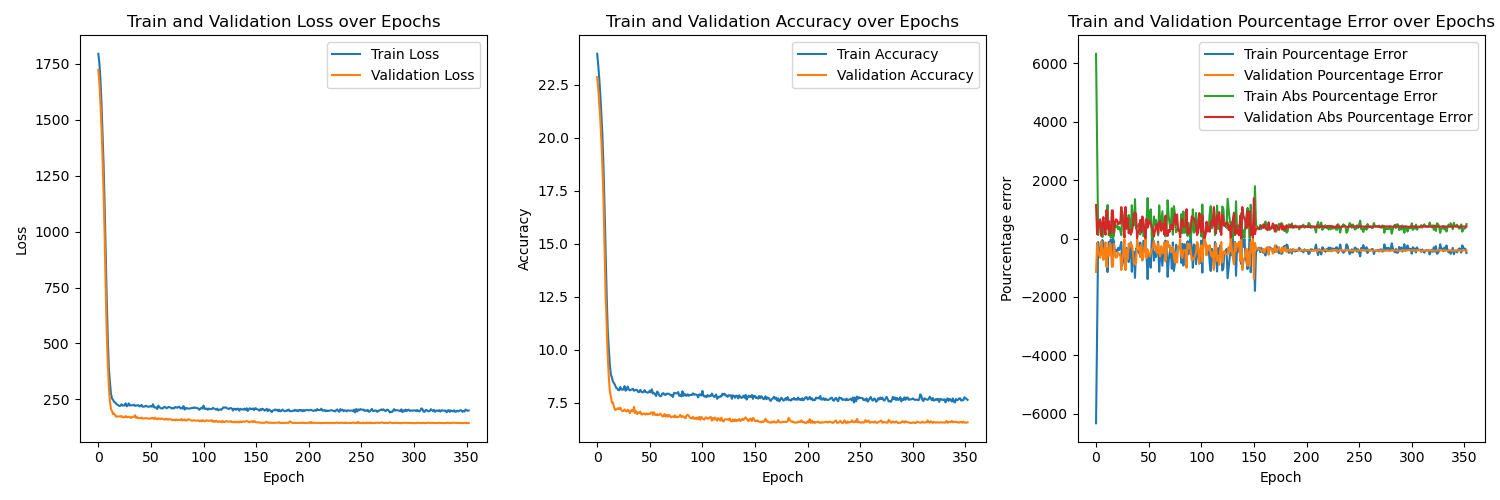 Train and Validation Loss over Epochs
Train Loss
Validation Loss
1750
1500
1250
1000
750
500
250
0
50
100
150
200
250
300
350
Loss
Epoch
Train and Validation Accuracy over Epochs
Train Accuracy
Validation Accuracy
22.5
20.0
17.5
15.0
12.5
10.0
7.5
0
50
100
150
200
250
300
350
Accuracy
Epoch
Train and Validation Pourcentage Error over Epochs
Train Pourcentage Error
Validation Pourcentage Error
Train Abs Pourcentage Error
Validation Abs Pourcentage Error
6000
4000
2000
0
−2000
−4000
−6000
0
50
100
150
200
250
300
350
Pourcentage error
Epoch